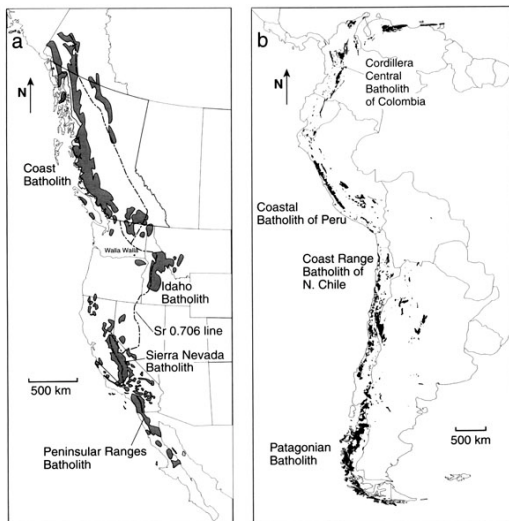 a
N
Coast
Batholith
Walla Walla
Idaho
Batholith
Sr 0.706 line
Sierra Nevada
Batholith
500 km
Peninsular Ranges
Batholith
b
N
Cordillera
Central
Batholith
of Colombia
Coastal
Batholith of Peru
Coast Range
Batholith of
N. Chile
Patagonian
Batholith
500 km